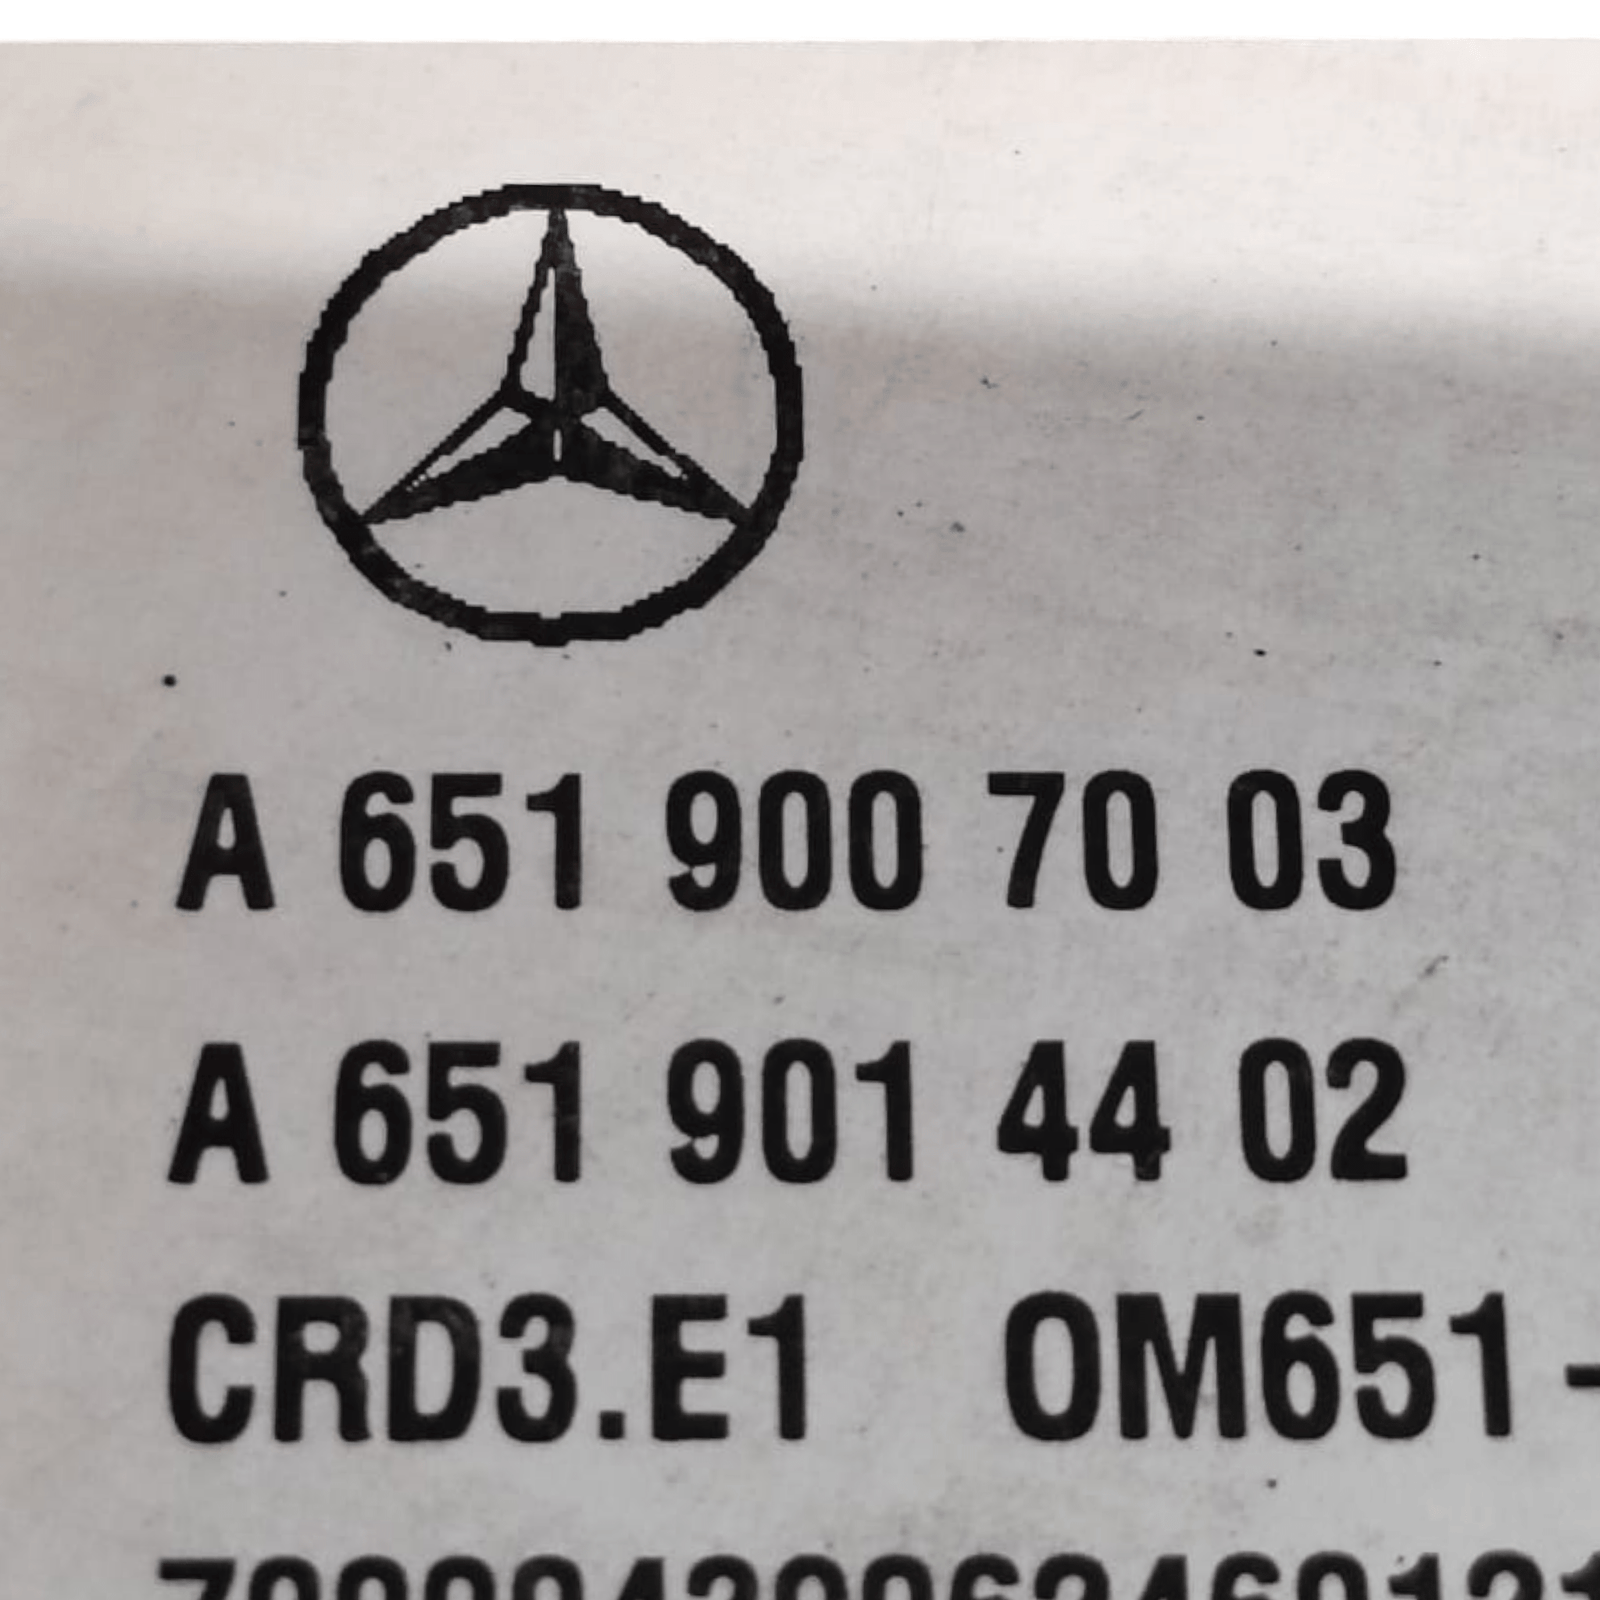 A 651 900 70 03
A 651 901 44 02
CRD3.E1 OM651-